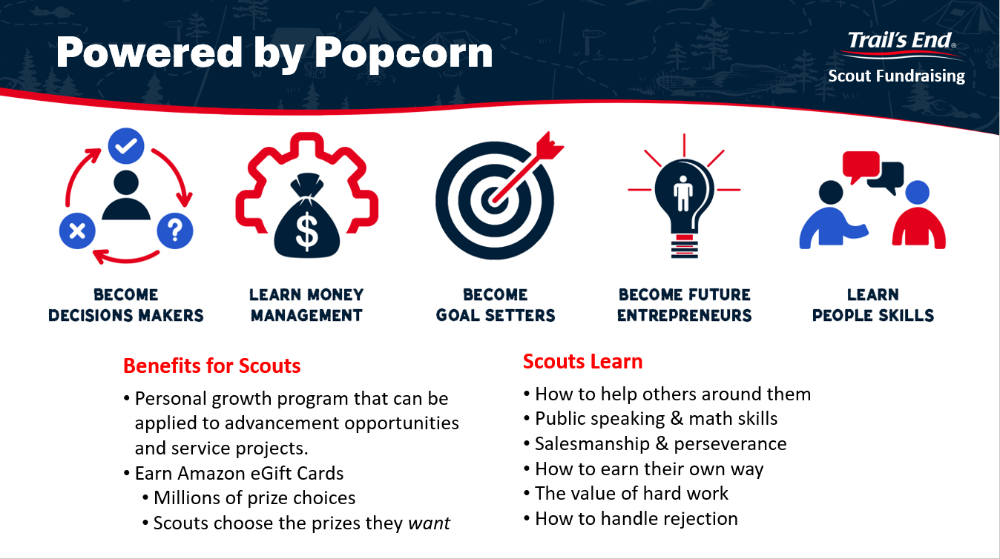 Powered by Popcorn
Trail's End®
Scout Fundraising
BECOME
DECISIONS MAKERS
LEARN MONEY
MANAGEMENT
BECOME
GOAL SETTERS
BECOME FUTURE
ENTREPRENEURS
LEARN
PEOPLE SKILLS
Benefits for Scouts
• Personal growth program that can be
applied to advancement opportunities
and service projects.
• Earn Amazon eGift Cards
• Millions of prize choices
• Scouts choose the prizes they want
Scouts Learn
• How to help others around them
• Public speaking & math skills
• Salesmanship & perseverance
• How to earn their own way
• The value of hard work
• How to handle rejection